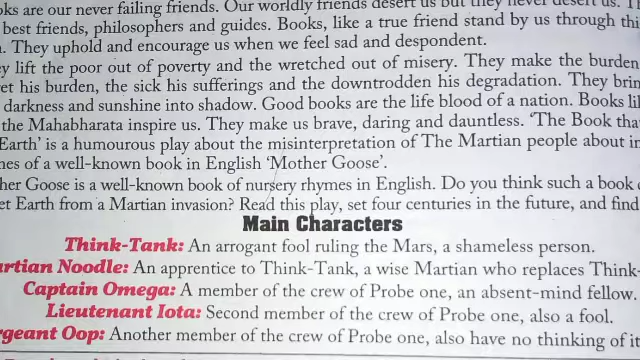 ks are our never failing friends. Our worldly friends desert us but they never desert us.
best friends, philosophers and guides. Books, like a true friend stand by us through
. They uphold and encourage us when we feel sad and despondent.
y lift the poor out of poverty and the wretched out of misery. They make the burden
et his burden, the sick his sufferings and the downtrodden his degradation. They brin
darkness and sunshine into shadow. Good books are the life blood of a nation. Books li
the Mahabharata inspire us. They make us brave, daring and dauntless. 'The Book tha
Earth' is a humourous play about the misinterpretation of The Martian people about
mes of a well-known book in English 'Mother Goose'.
her Goose is a well-known book of nursery rhymes in English. Do you think such a book
et Earth from a Martian invasion? Read this play, set four centuries in the future, and find
Main Characters
Think-Tank: An arrogant fool ruling the Mars, a shameless person.
artian Noodle: An apprentice to Think-Tank, a wise Martian who replaces Think-
Captain Omega: A member of the crew of Probe one, an absent-mind fellow.
Lieutenant Iota: Second member of the crew of Probe one, also a fool.
rgeant Oop: Another member of the crew of Probe one, also have no thinking of it